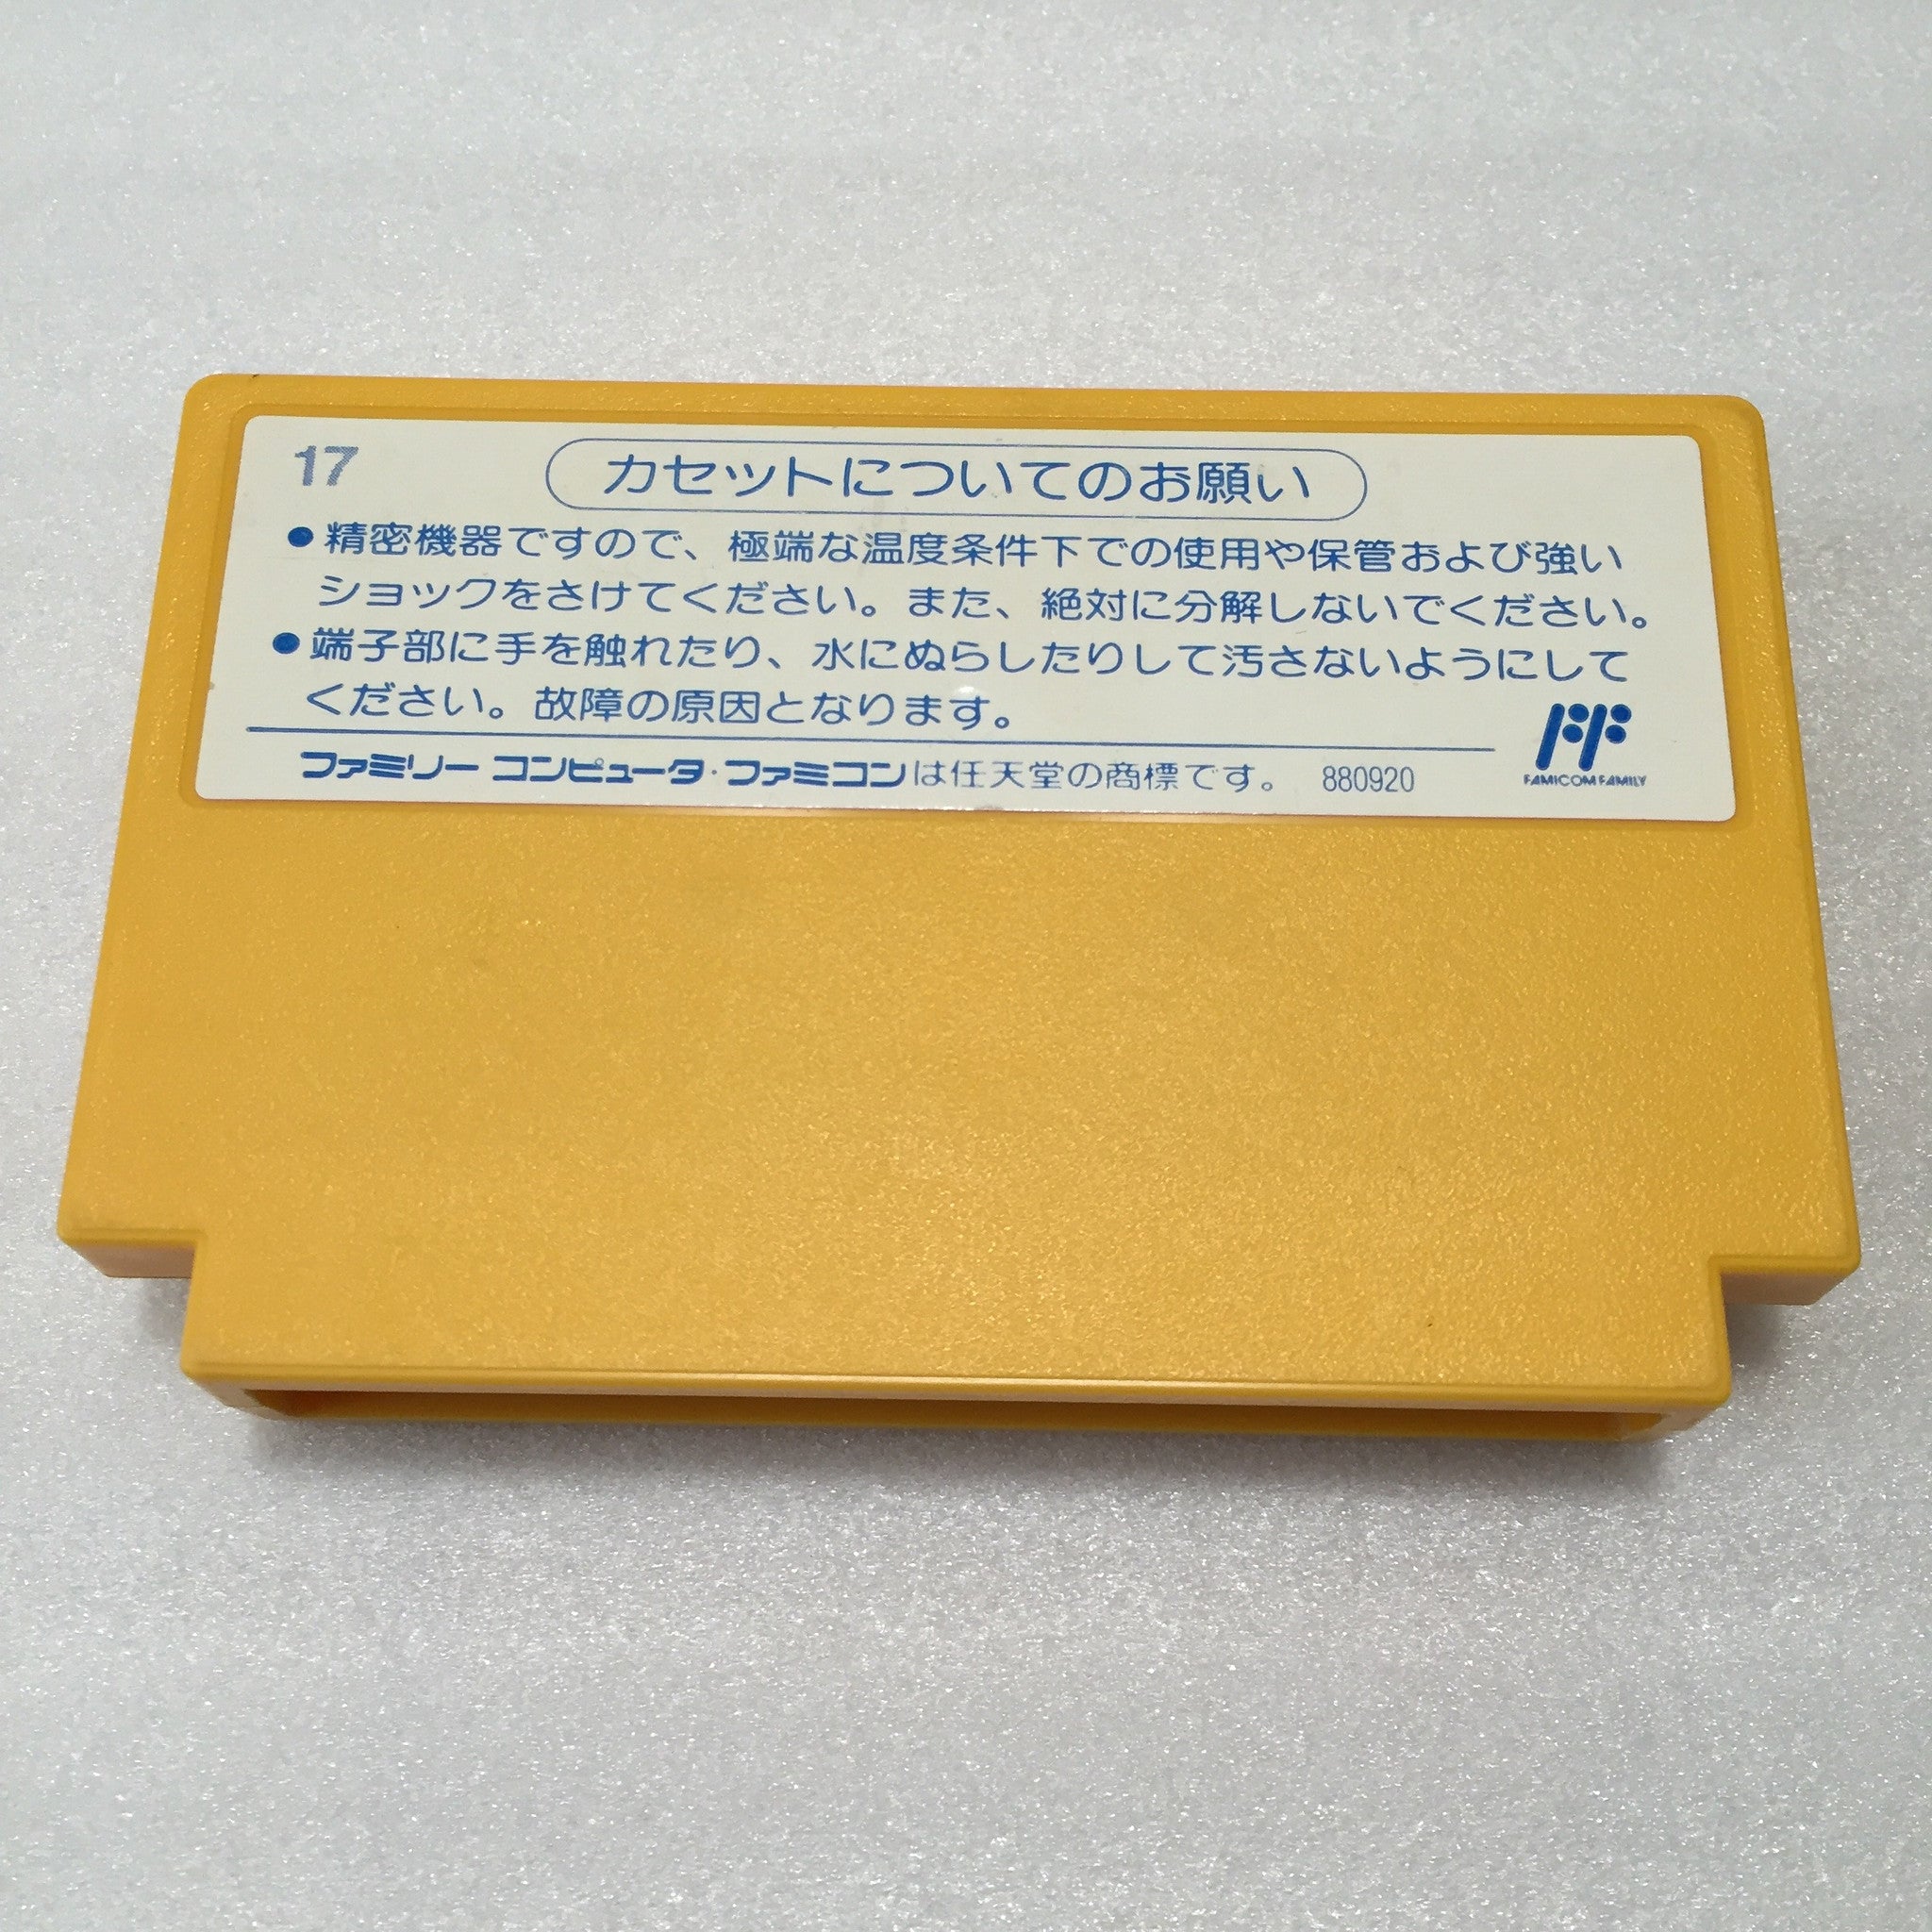 17
カセットについてのお願い
●精密機器ですので、極端な温度条件下での使用や保管および強い
ショックをさけてください。また、絶対に分解しないでください。
●端子部に手を触れたり、水にぬらしたりして汚さないようにして
ください。故障の原因となります。
ファミリーコンピュータ・ファミコンは任天堂の商標です。 880920
FAMICOM FAMILY